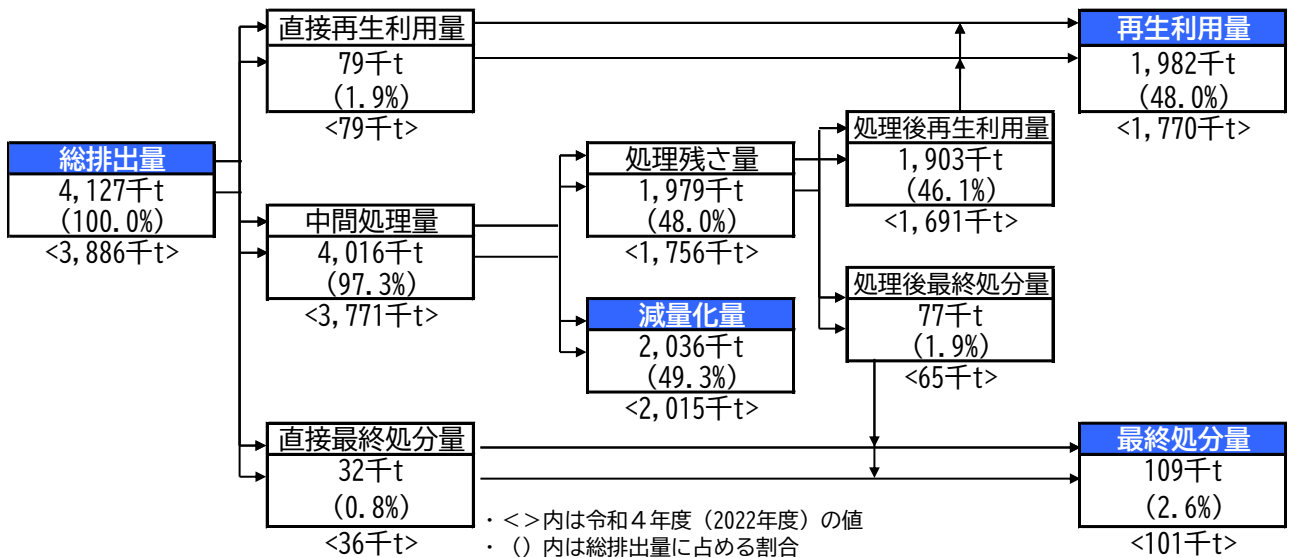 総排出量
4,127千t
(100.0%)
<3,886千t>
直接再生利用量
79千t
(1.9%)
<79千t>
中間処理量
4,016千t
(97.3%)
<3,771千t>
直接最終処分量
32千t
(0.8%)
<36千t>
処理残さ量
1,979千t
(48.0%)
<1,756千t>
減量化量
2,036千t
(49.3%)
<2,015千t>
処理後再生利用量
1,903千t
(46.1%)
<1,691千t>
処理後最終処分量
77千t
(1.9%)
<65千t>
再生利用量
1,982千t
(48.0%)
<1,770千t>
最終処分量
109千t
(2.6%)
<101千t>
・<>内は令和４年度（2022年度）の値
・（）内は総排出量に占める割合